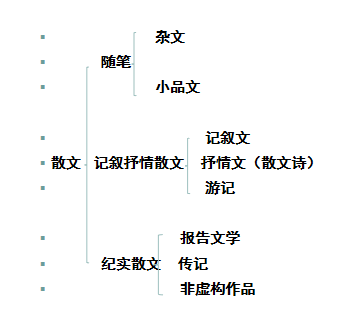 杂文
随笔
小品文
记叙文
散文 记叙抒情散文 抒情文（散文诗）
游记
报告文学
纪实散文 传记
非虚构作品